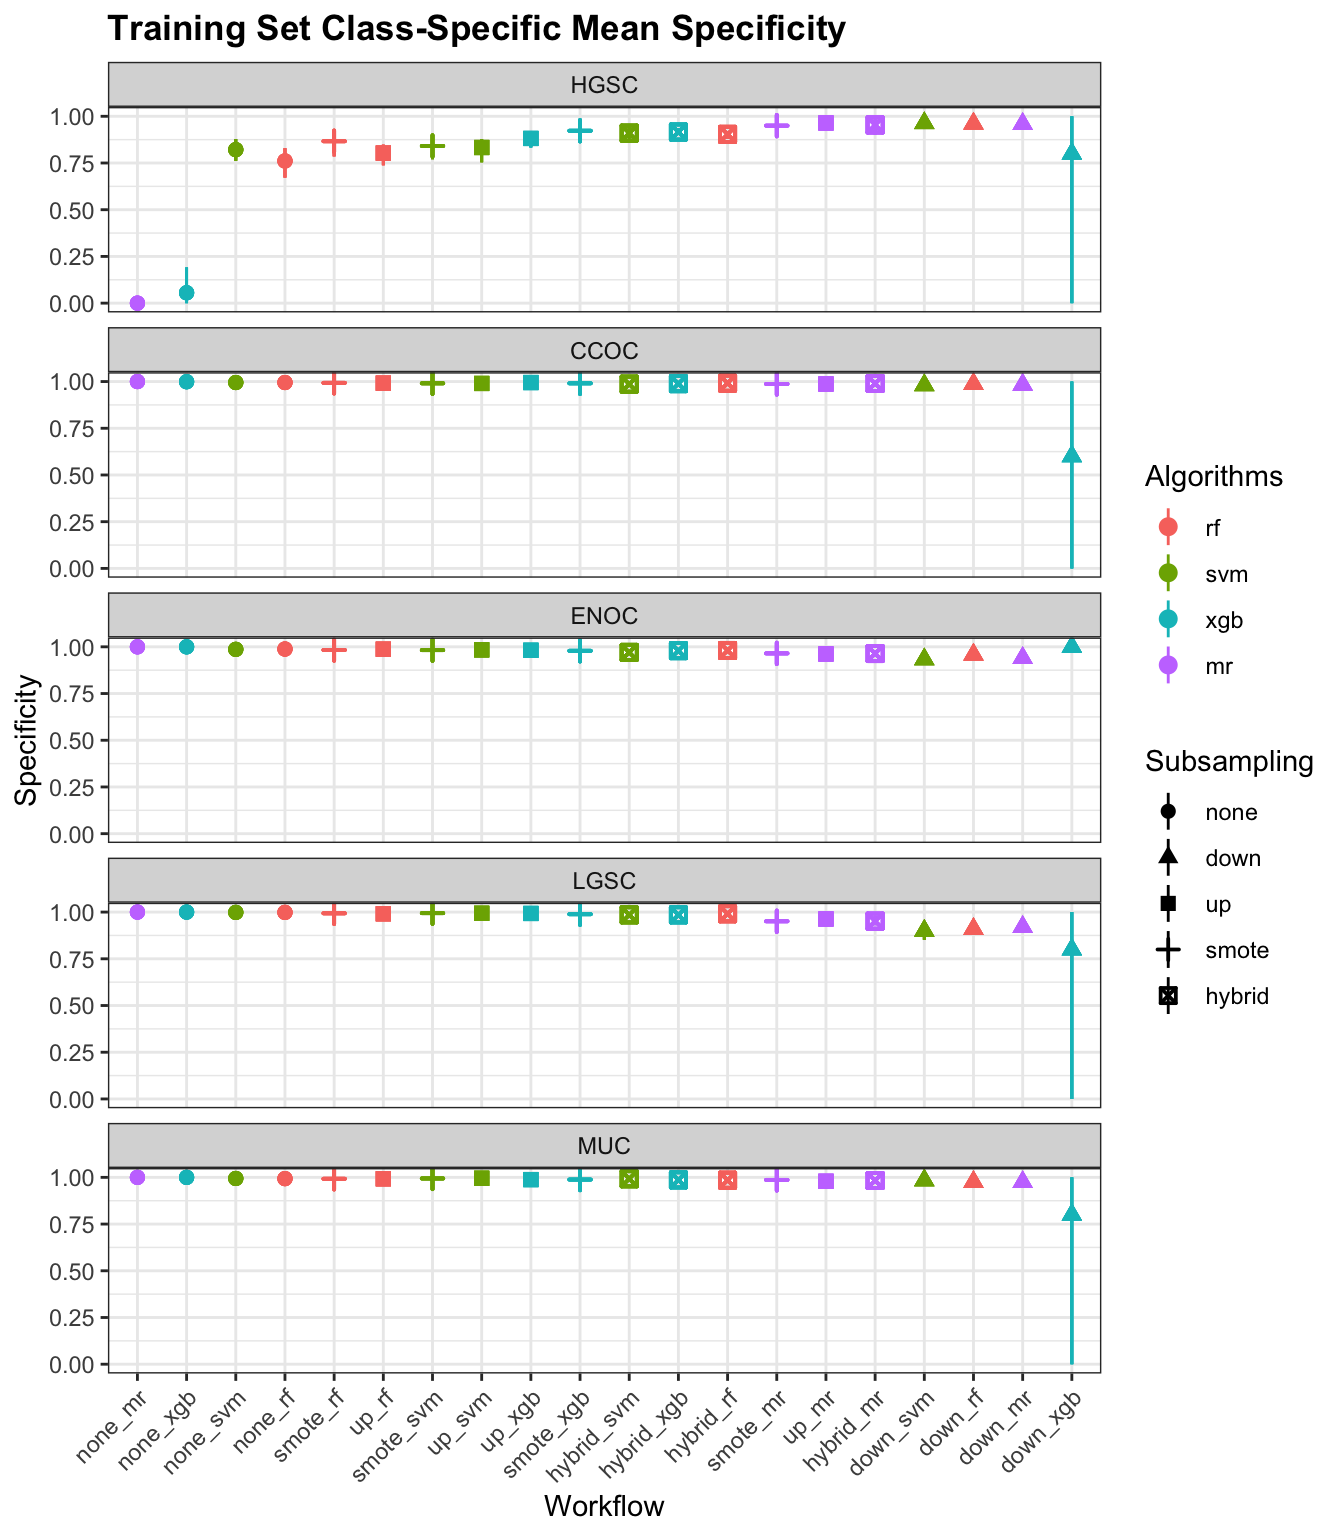 Training Set Class-Specific Mean Specificity
HGSC
1.00
0.75
0.50
0.25
0.00
CCOC
1.00
0.75
0.50
0.25
0.00
ENOC
1.00
0.75
0.50
0.25
0.00
LGSC
1.00
0.75
0.50
0.25
0.00
MUC
1.00
0.75
0.50
0.25
0.00
Specificity
none_mr
none_xgb
none_svm
none_rf
smote_rf
up_rf
smote_svm
up_svm
up_xgb
smote_xgb
hybrid_svm
hybrid_xgb
hybrid_rf
smote_mr
up_mr
hybrid_mr
down_svm
down_rf
down_mr
down_xgb
Workflow
Algorithms
rf
svm
xgb
mr
Subsampling
none
down
up
smote
hybrid